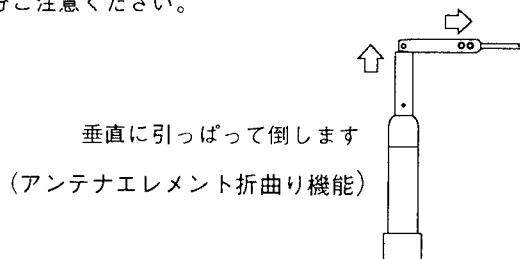 ご注意ください。
垂直に引っぱって倒します
(アンテナエレメント折曲り機能)